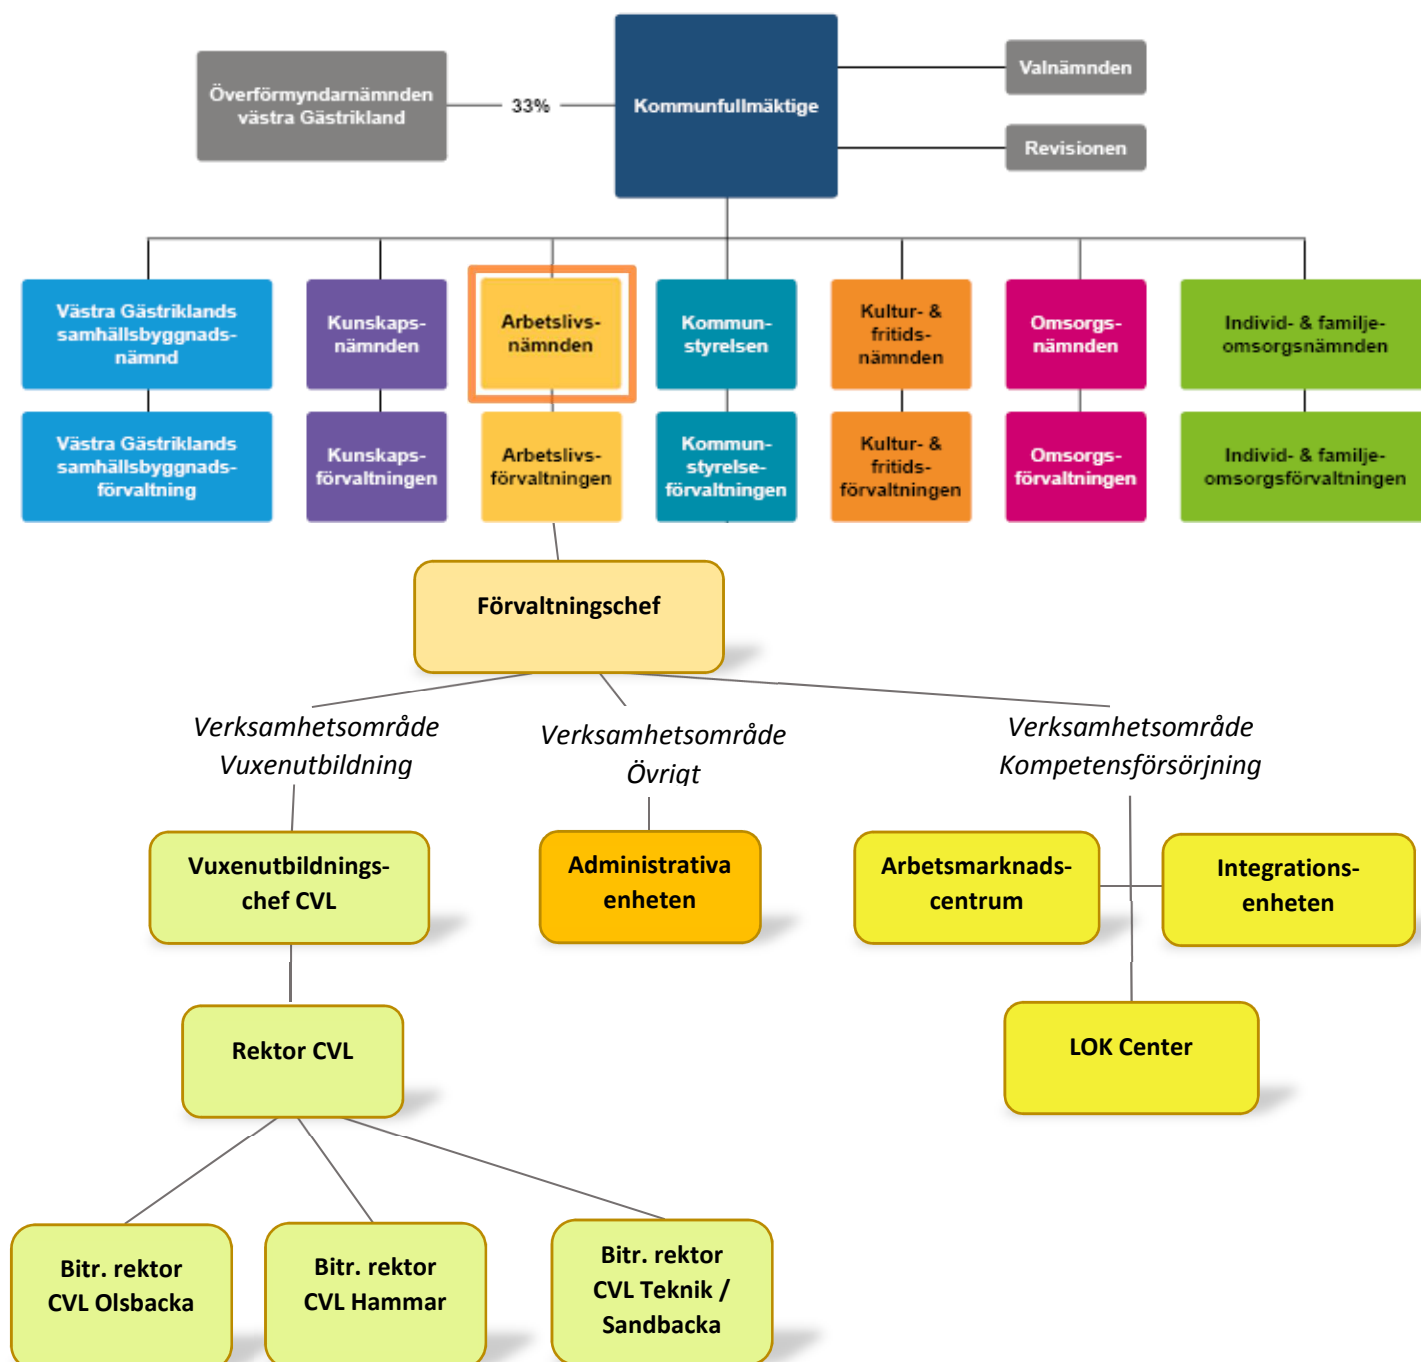 Överförmyndarnämnden
västra Gästrikland
33%
Kommunfullmäktige
Valnämnden
Revisionen
Västra Gästriklands
samhällsbyggnads-
nämnd
Kunskaps-
nämnden
Arbetslivs-
nämnden
Kommun-
styrelsen
Kultur- &
fritids-
nämnden
Omsorgs-
nämnden
Individ- & familje-
omsorgsnämnden
Västra Gästriklands
samhällsbyggnads-
förvaltning
Kunskaps-
förvaltningen
Arbetslivs-
förvaltningen
Kommun-
styrelse-
förvaltningen
Kultur- &
fritids-
förvaltningen
Omsorgs-
förvaltningen
Individ- & familje-
omsorgsförvaltningen
Förvaltningschef
Verksamhetsområde
Vuxenutbildning
Verksamhetsområde
Övrigt
Verksamhetsområde
Kompetensförsörjning
Vuxenutbildnings-
chef CVL
Administrativa
enheten
Arbetsmarknads-
centrum
Integrations-
enheten
Rektor CVL
LOK Center
Bitr. rektor
CVL Olsbacka
Bitr. rektor
CVL Hammar
Bitr. rektor
CVL Teknik /
Sandbacka